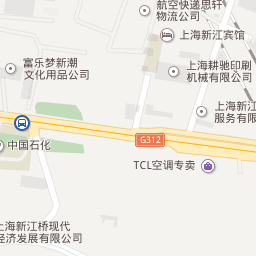 航空快递思轩
物流公司
上海新江宾馆
富乐梦新潮
文化用品公司
上海耕驰印刷
机械有限公司
上海新江
服务有限
G312
中国石化
TCL空调专卖
上海新江桥现代
经济发展有限公司